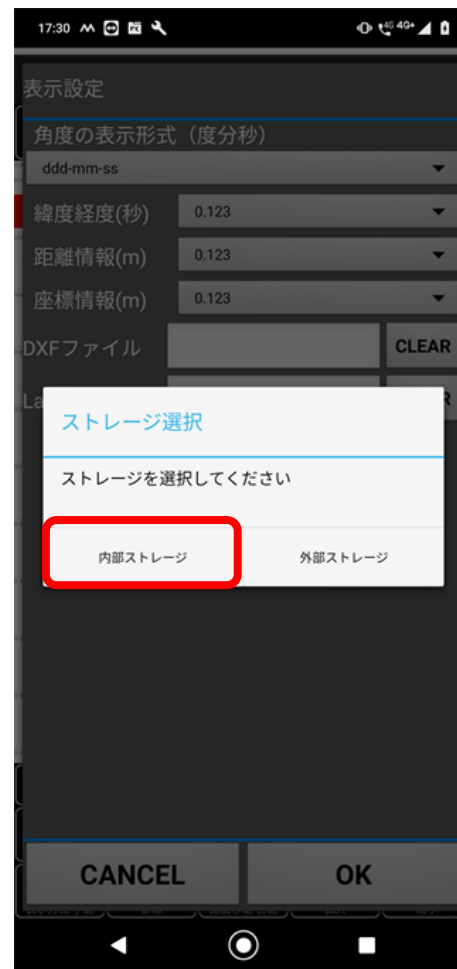 17:30
4G 4G+
表示設定
角度の表示形式（度分秒）
ddd-mm-ss
緯度経度(秒) 0.123
距離情報(m) 0.123
座標情報(m) 0.123
DXFファイル CLEAR
La R
ストレージ選択
ストレージを選択してください
内部ストレージ 外部ストレージ
CANCEL OK